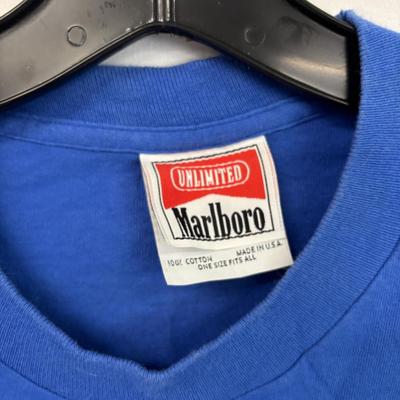 UNLIMITED
Marlboro
100% COTTON MADE IN U.S.A.
ONE SIZE FITS ALL